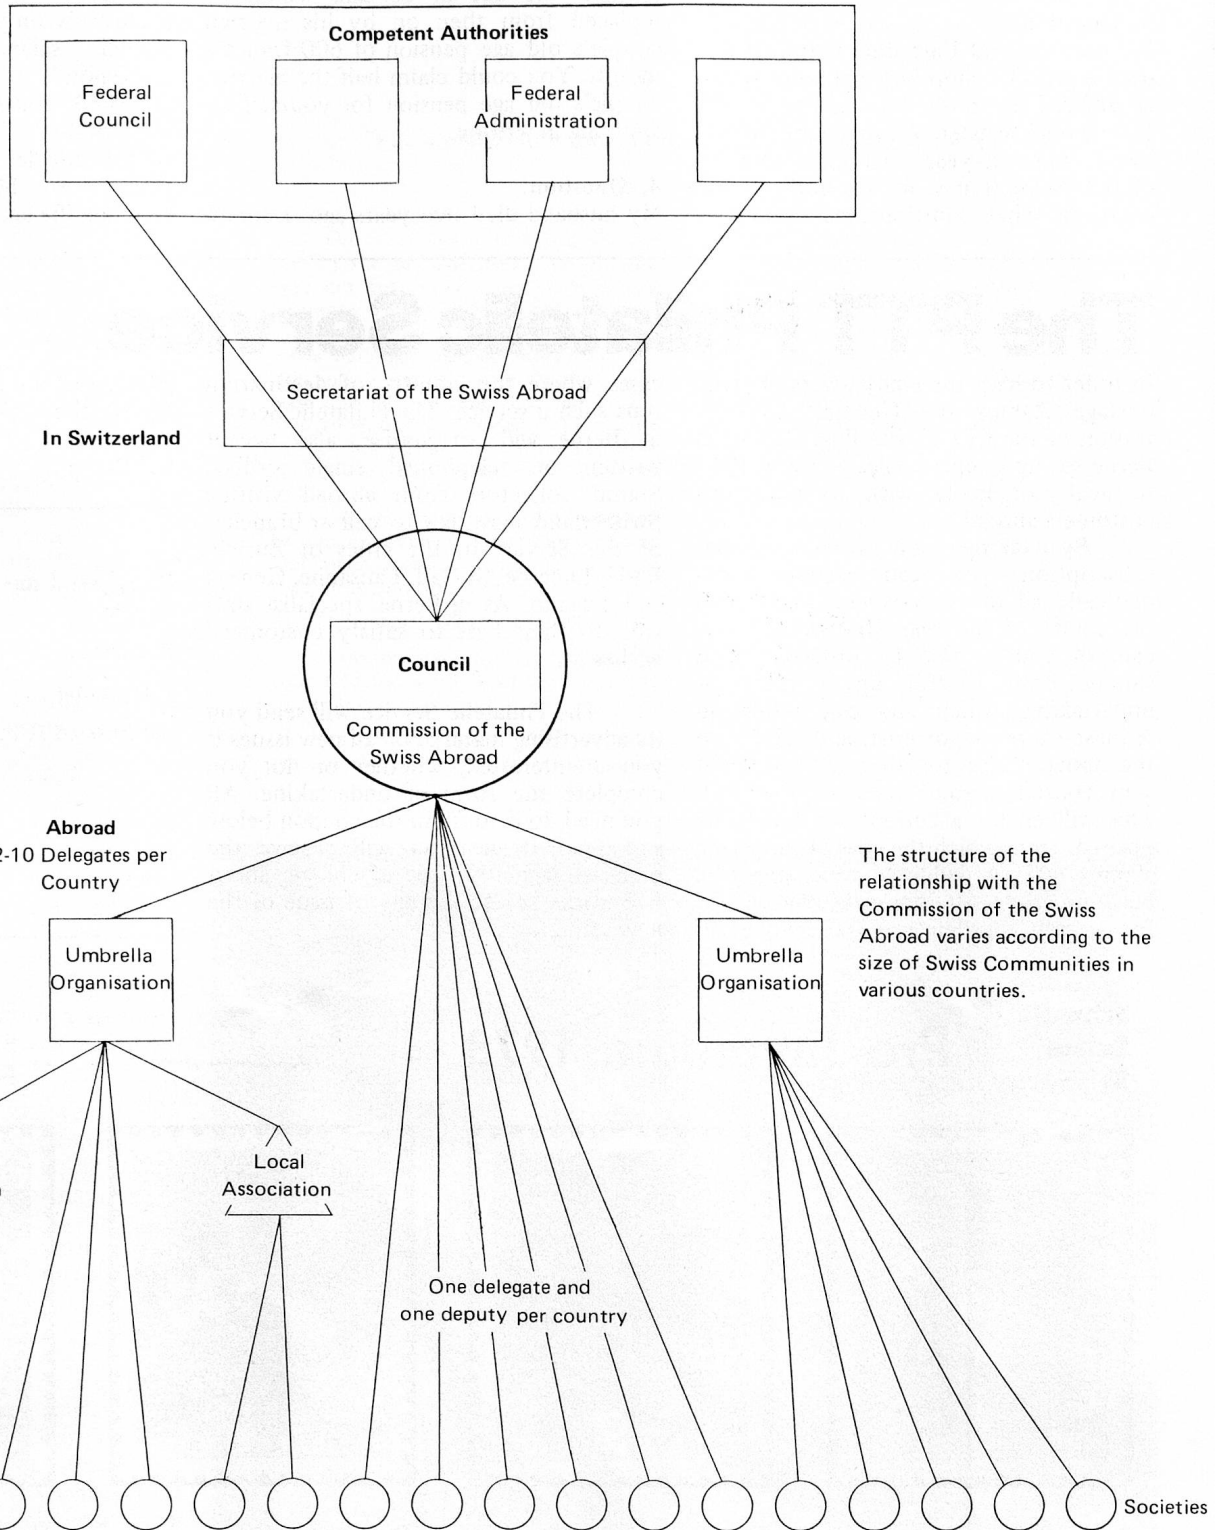 Competent Authorities
Federal
Council
Federal
Administration
Secretariat of the Swiss Abroad
In Switzerland
Council
Commission of the
Swiss Abroad
Abroad
2-10 Delegates per
Country
The structure of the
relationship with the
Commission of the Swiss
Abroad varies according to the
size of Swiss Communities in
various countries.
Umbrella
Organisation
Umbrella
Organisation
Local
Association
One delegate and
one deputy per country
Societies